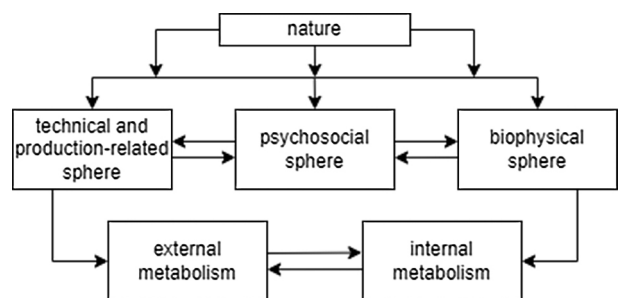 nature
technical and
production-related
sphere
psychosocial
sphere
biophysical
sphere
external
metabolism
internal
metabolism